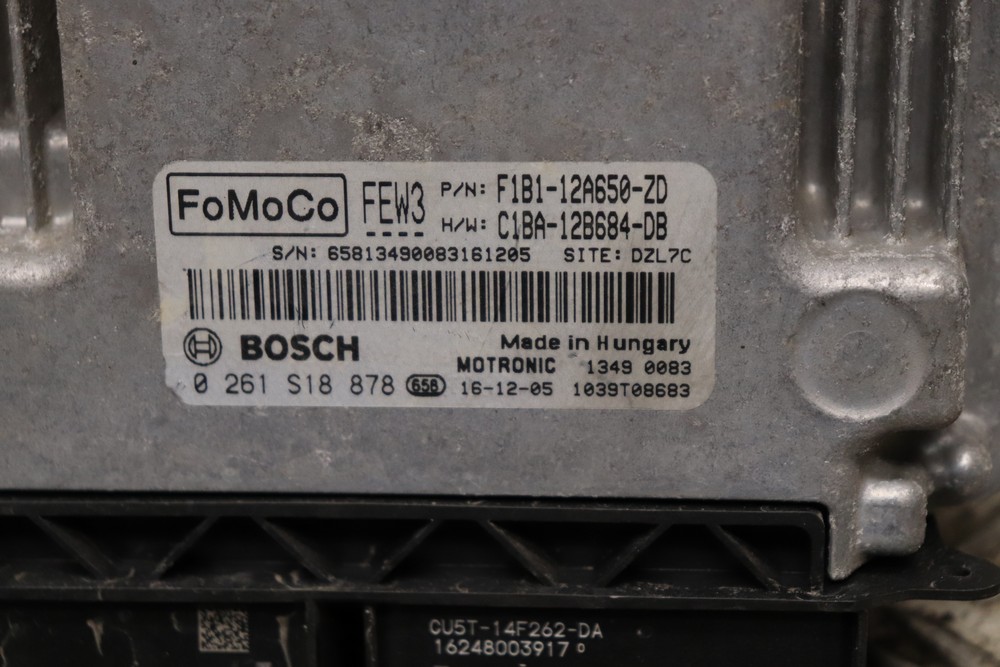 FoMoCo FEW3 P/N: F1B1-12A650-ZD
H/W: C1BA-12B684-DB
S/N: 65813490083161205 SITE: DZL7C
BOSCH Made in Hungary
MOTRONIC 1349 0083
0 261 S18 878 658 16-12-05 1039T08683
CU5T-14F262-DA
16248003917